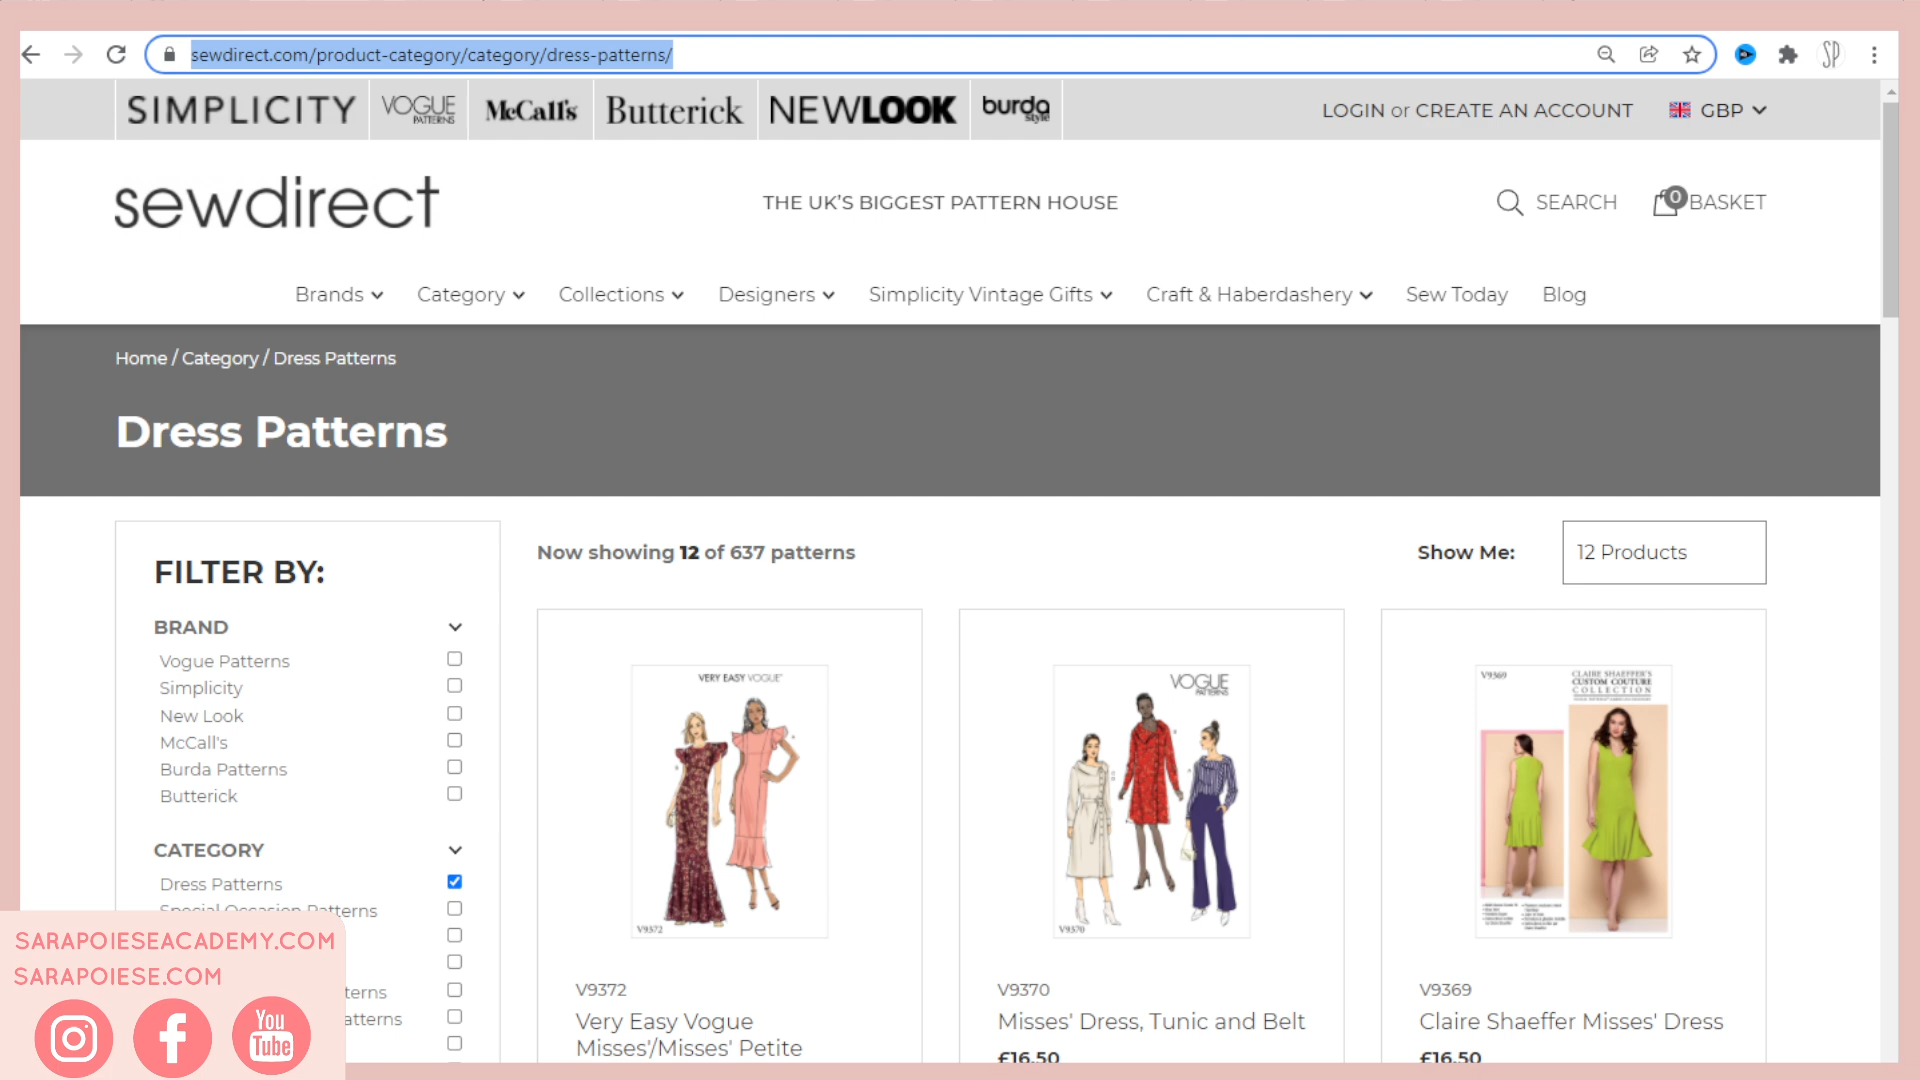 sewdirect.com/product-category/category/dress-patterns/
SP
SIMPLICITY
VOGUE
PATTERNS
McCall's
Butterick
NEWLOOK
burda
style
LOGIN or CREATE AN ACCOUNT
GBP
sewdirect
THE UK'S BIGGEST PATTERN HOUSE
SEARCH
0
BASKET
Brands
Category
Collections
Designers
Simplicity Vintage Gifts
Craft & Haberdashery
Sew Today
Blog
Home / Category / Dress Patterns
Dress Patterns
FILTER BY:
BRAND
Vogue Patterns
Simplicity
New Look
McCall's
Burda Patterns
Butterick
CATEGORY
Dress Patterns
Special Occasion Patterns
terns
atterns
Now showing 12 of 637 patterns
Show Me:
12 Products
VERY EASY VOGUE
V9372
V9372
Very Easy Vogue
Misses'/Misses' Petite
VOGUE
PATTERNS
V9370
V9370
Misses' Dress, Tunic and Belt
£16.50
V9369
CLAIRE SHAEFFER'S
CUSTOM COUTURE
COLLECTION
V9369
Claire Shaeffer Misses' Dress
£16.50
SARAPOIESEACADEMY.COM
SARAPOIESE.COM
You
Tube